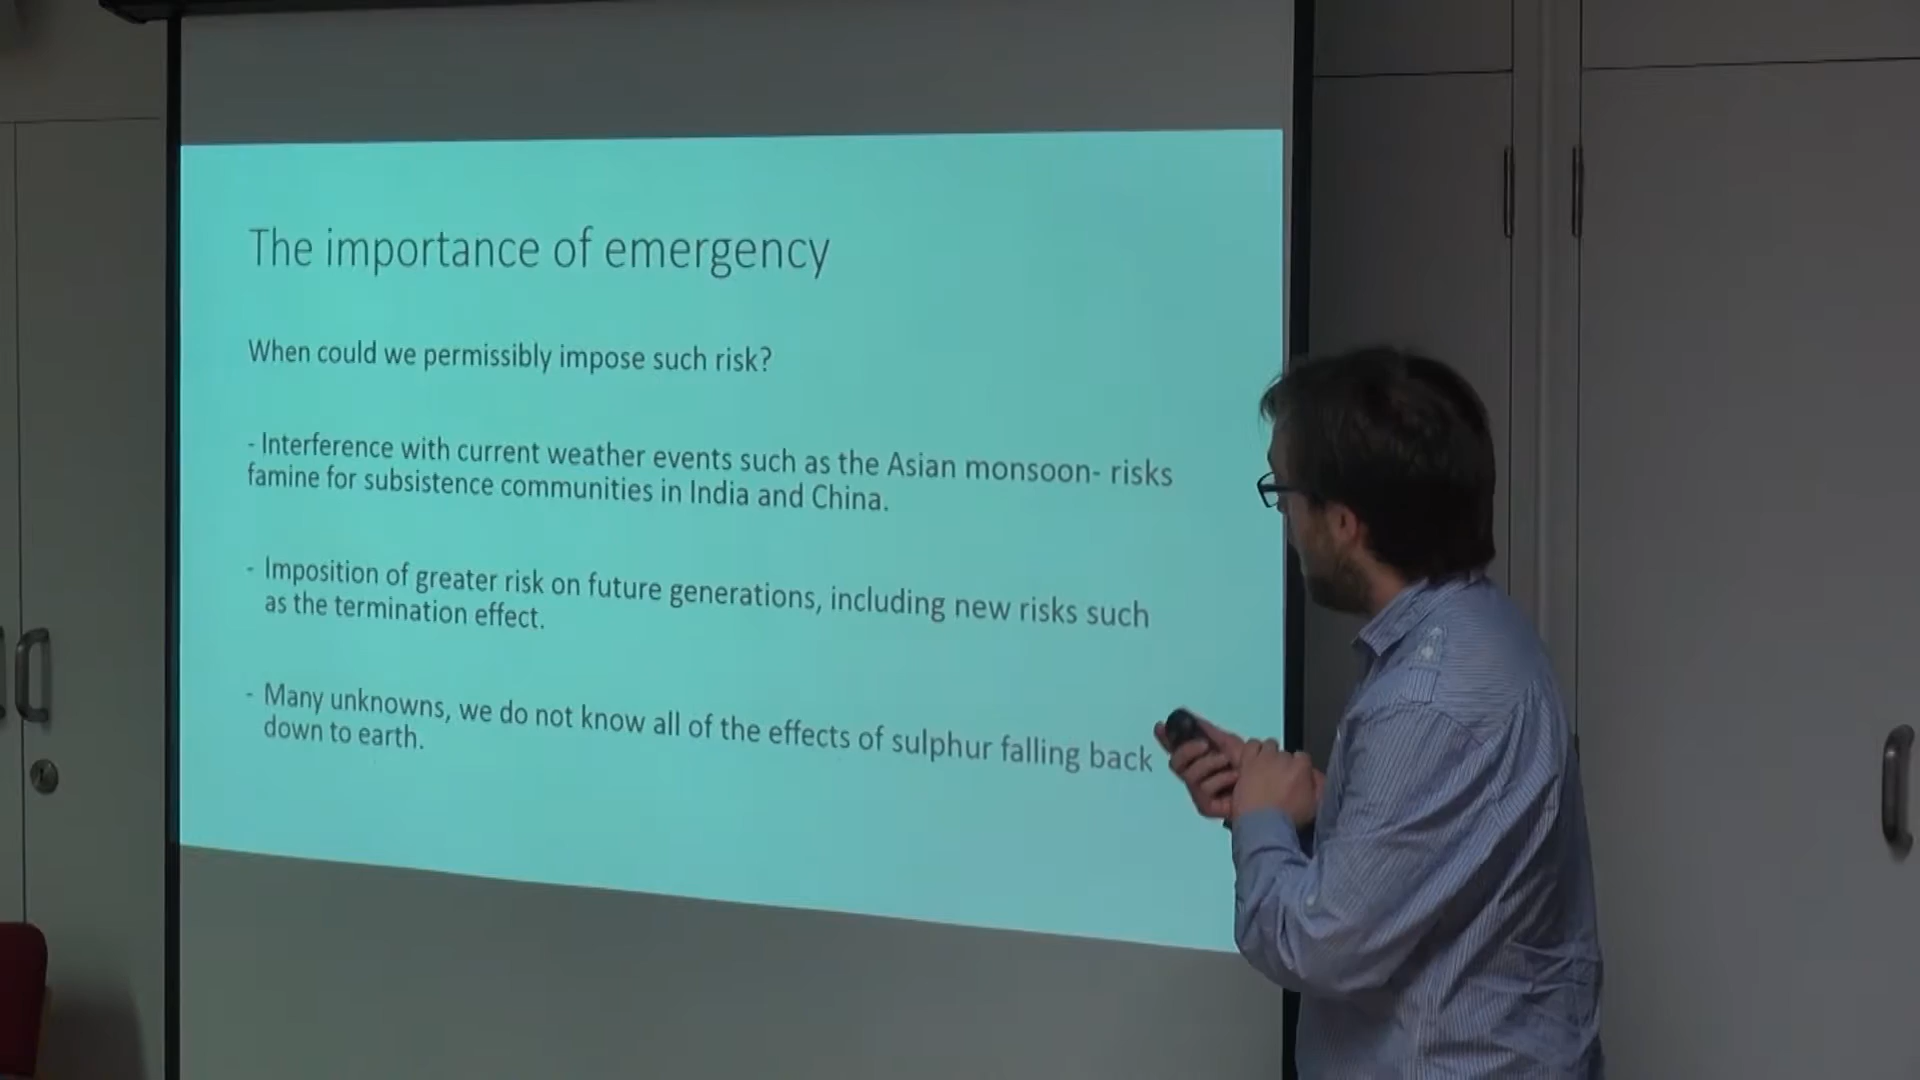 The importance of emergency
When could we permissibly impose such risk?
- Interference with current weather events such as the Asian monsoon- risks
famine for subsistence communities in India and China.
- Imposition of greater risk on future generations, including new risks such
as the termination effect.
- Many unknowns, we do not know all of the effects of sulphur falling back
down to earth.